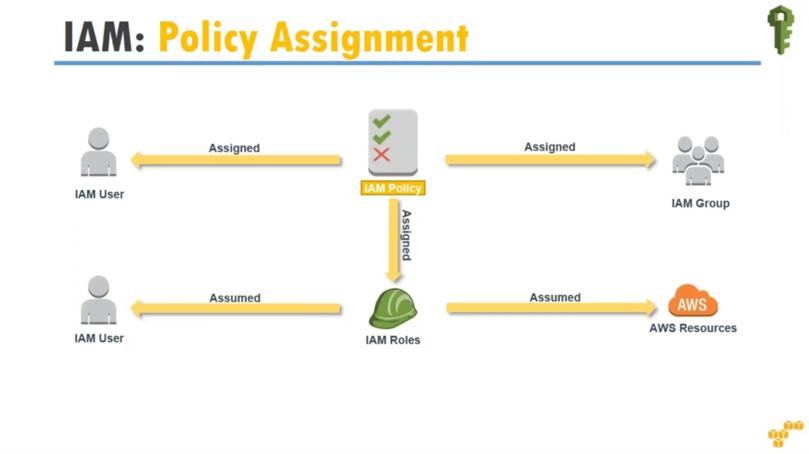 IAM: Policy Assignment
Assigned
Assigned
IAM User
IAM Policy
IAM Group
Assigned
Assumed
Assumed
AWS
IAM User
IAM Roles
AWS Resources